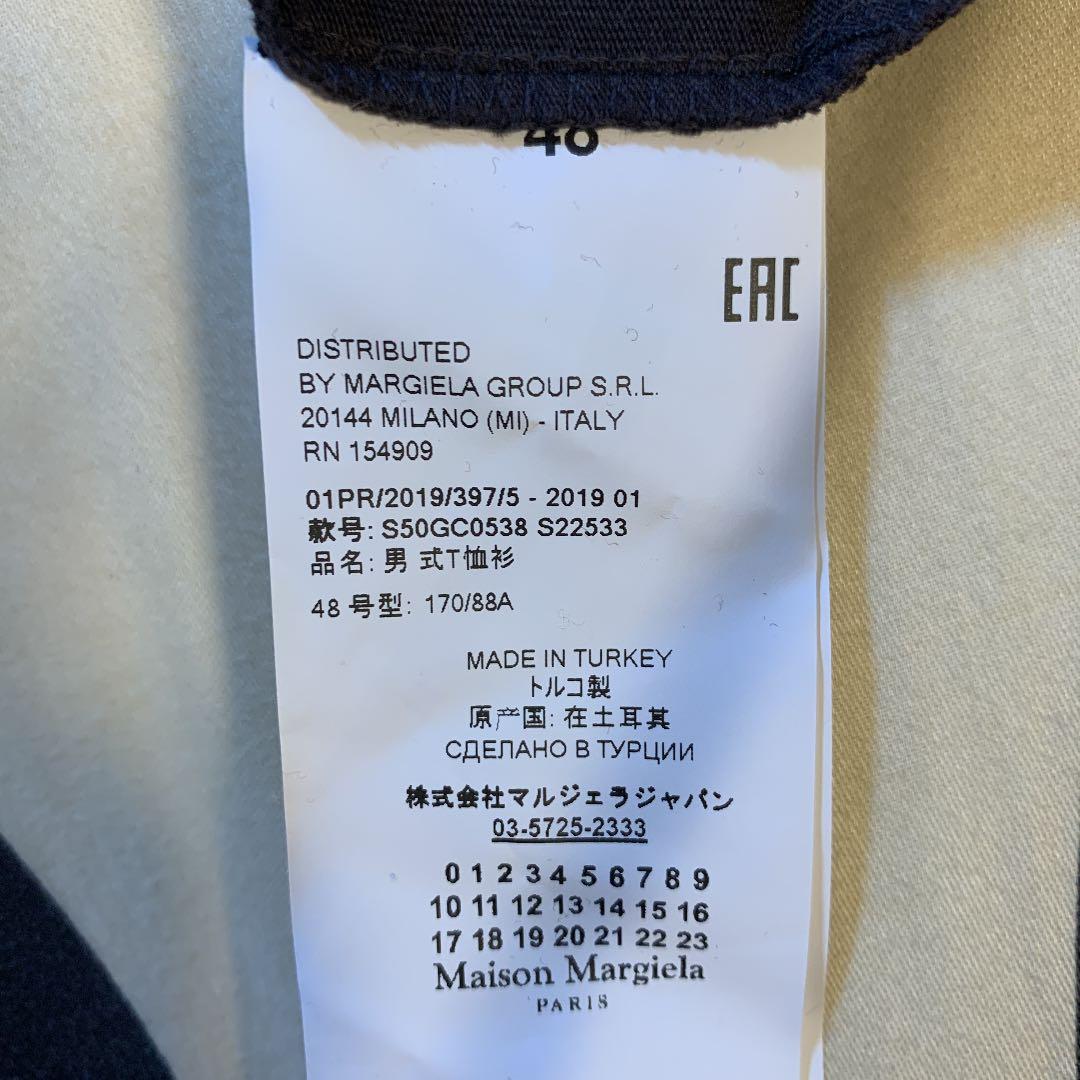 48
EAC
DISTRIBUTED
BY MARGIELA GROUP S.R.L.
20144 MILANO (MI) - ITALY
RN 154909
01PR/2019/397/5 - 2019 01
款号: S50GC0538 S22533
品名: 男 式T恤衫
48 号型: 170/88A
MADE IN TURKEY
トルコ製
原产国: 在土耳其
СДЕЛАНО В ТУРЦИИ
株式会社マルジェラジャパン
03-5725-2333
0 1 2 3 4 5 6 7 8 9
10 11 12 13 14 15 16
17 18 19 20 21 22 23
Maison Margiela
PARIS